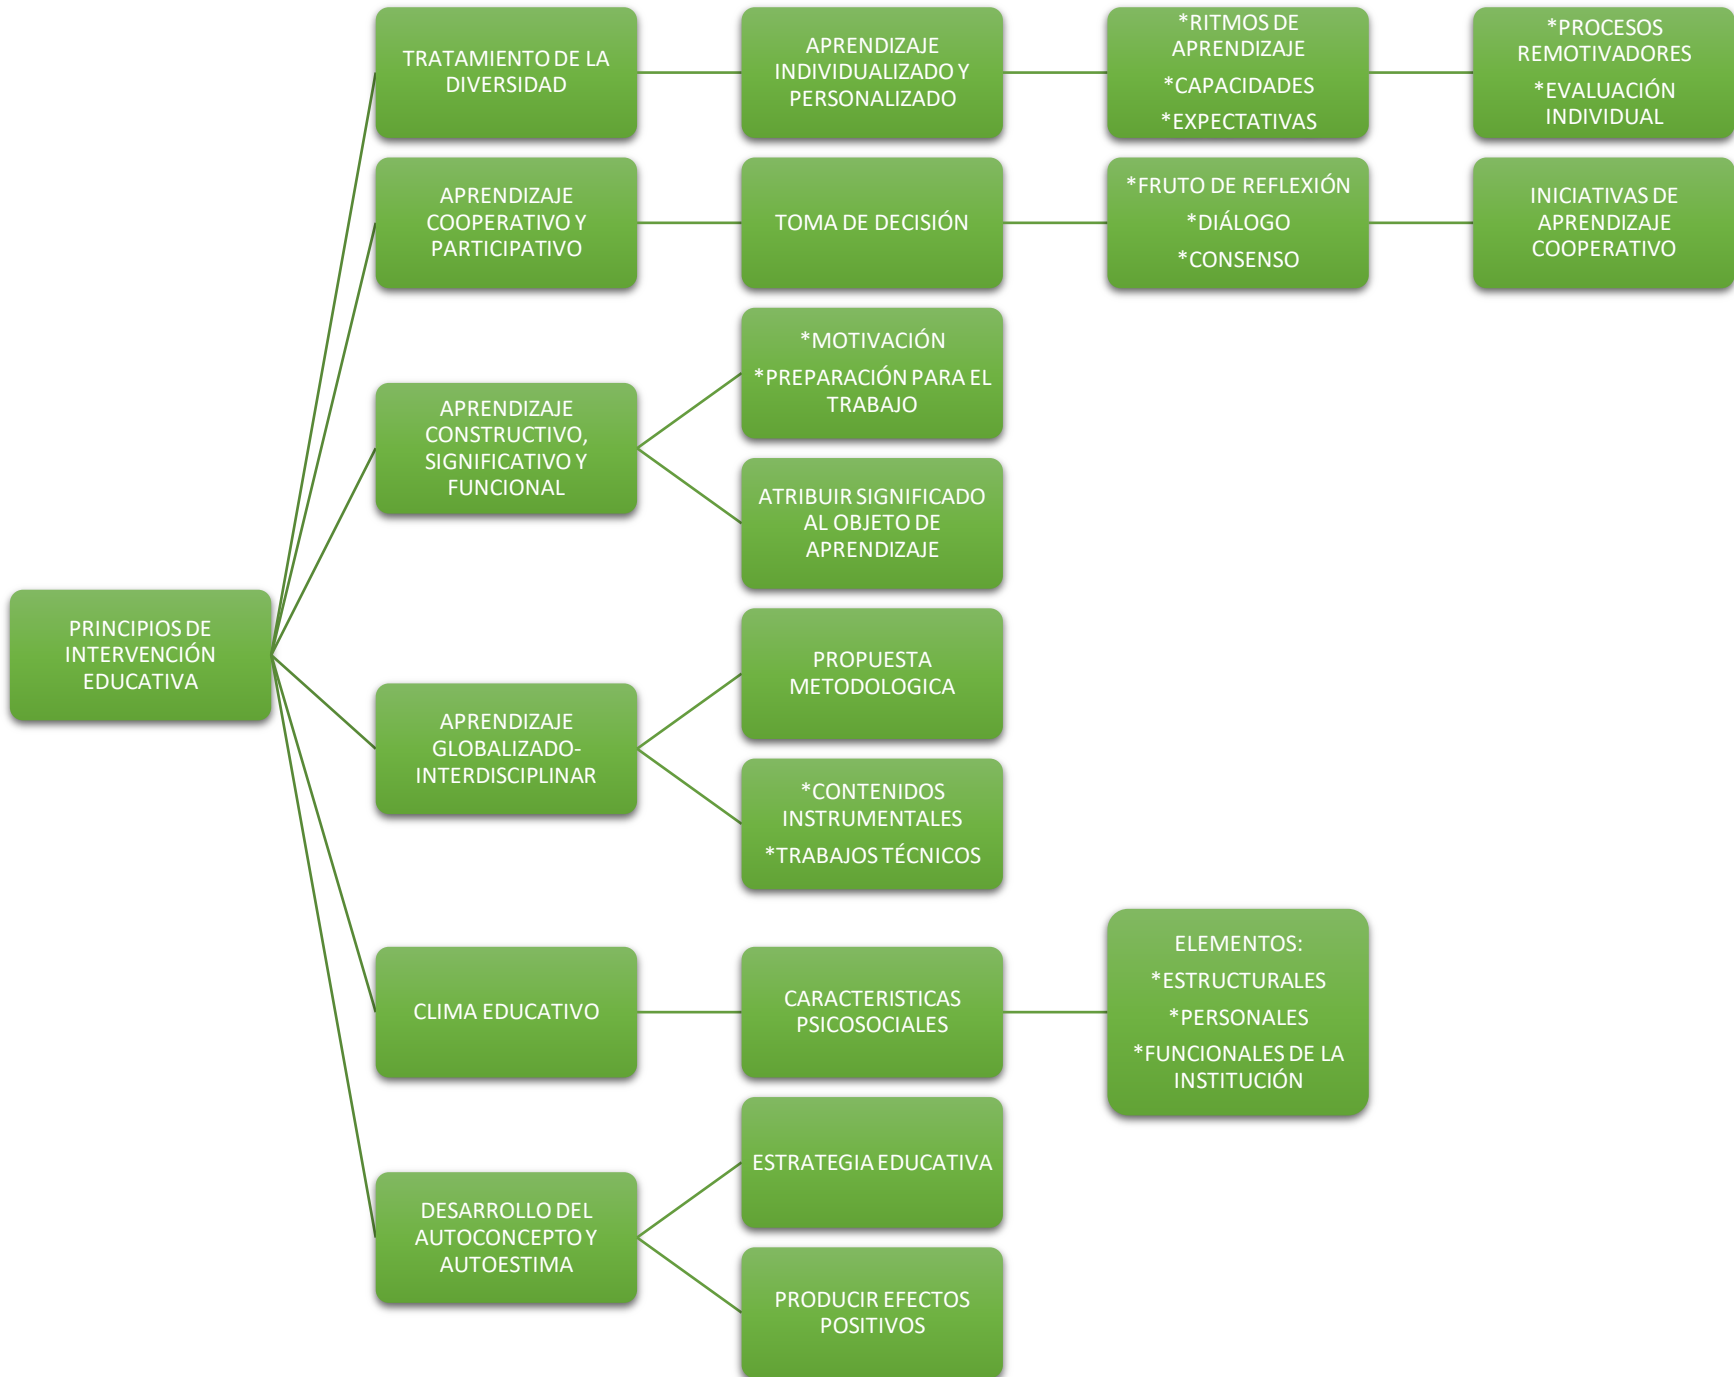 TRATAMIENTO DE LA
DIVERSIDAD
APRENDIZAJE
INDIVIDUALIZADO Y
PERSONALIZADO
*RITMOS DE
APRENDIZAJE
*CAPACIDADES
*EXPECTATIVAS
*PROCESOS
REMOTIVADORES
*EVALUACIÓN
INDIVIDUAL
APRENDIZAJE
COOPERATIVO Y
PARTICIPATIVO
TOMA DE DECISIÓN
*FRUTO DE REFLEXIÓN
*DIÁLOGO
*CONSENSO
INICIATIVAS DE
APRENDIZAJE
COOPERATIVO
APRENDIZAJE
CONSTRUCTIVO,
SIGNIFICATIVO Y
FUNCIONAL
*MOTIVACIÓN
*PREPARACIÓN PARA EL
TRABAJO
ATRIBUIR SIGNIFICADO
AL OBJETO DE
APRENDIZAJE
PRINCIPIOS DE
INTERVENCIÓN
EDUCATIVA
APRENDIZAJE
GLOBALIZADO-
INTERDISCIPLINAR
PROPUESTA
METODOLOGICA
*CONTENIDOS
INSTRUMENTALES
*TRABAJOS TÉCNICOS
CLIMA EDUCATIVO
CARACTERISTICAS
PSICOSOCIALES
ELEMENTOS:
*ESTRUCTURALES
*PERSONALES
*FUNCIONALES DE LA
INSTITUCIÓN
DESARROLLO DEL
AUTOCONCEPTO Y
AUTOESTIMA
ESTRATEGIA EDUCATIVA
PRODUCIR EFECTOS
POSITIVOS